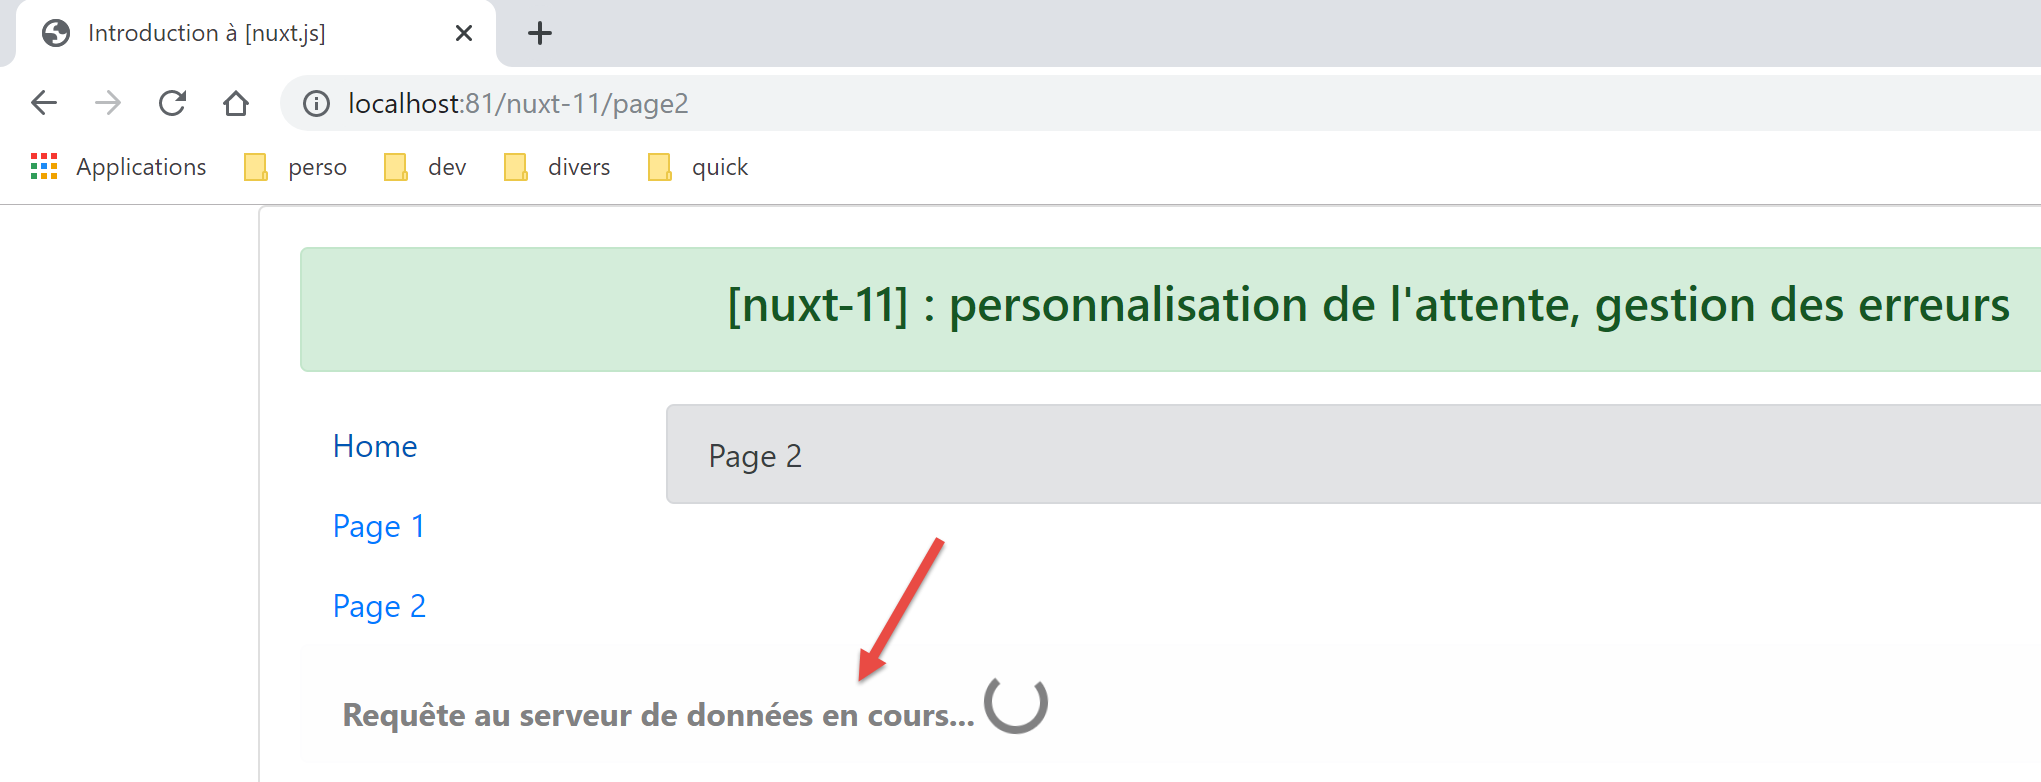 Introduction à [nuxt.js]
localhost:81/nuxt-11/page2
Applications perso dev divers quick
[nuxt-11] : personnalisation de l'attente, gestion des erreurs
Home
Page 2
Page 1
Page 2
Requête au serveur de données en cours...